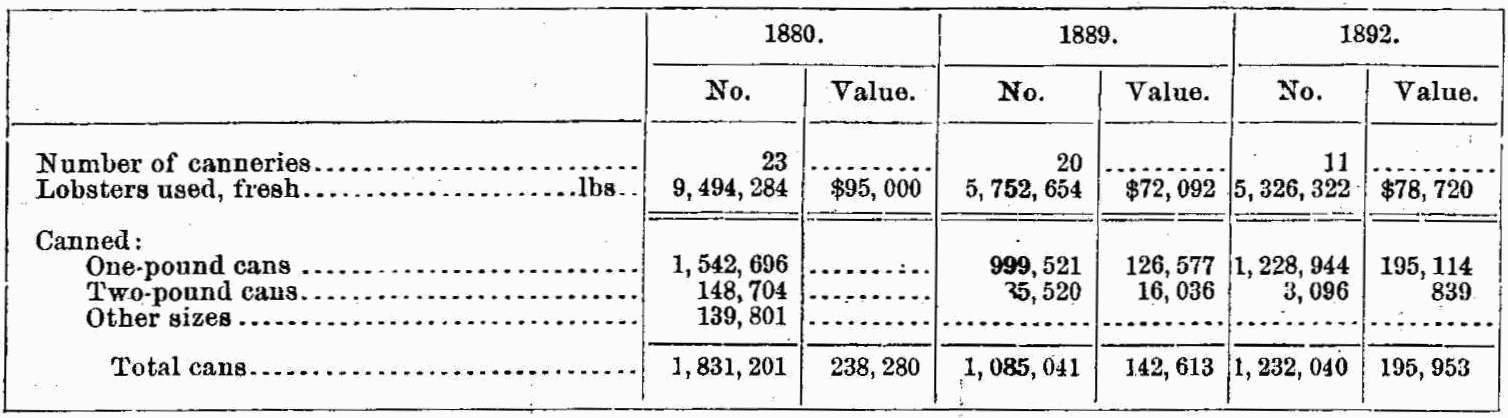 1880. 1889. 1892.
No. Value. No. Value. No. Value.
Number of canneries 23 20 11
Lobsters used, fresh lbs 9,494,284 $95,000 5,752,654 $72,092 5,326,322 $78,720
Canned:
One-pound cans 1,542,696 999,521 126,577 1,228,944 195,114
Two-pound cans 148,704 85,520 16,036 3,096 839
Other sizes 139,801
Total cans 1,831,201 238,280 1,085,041 142,613 1,232,040 195,953